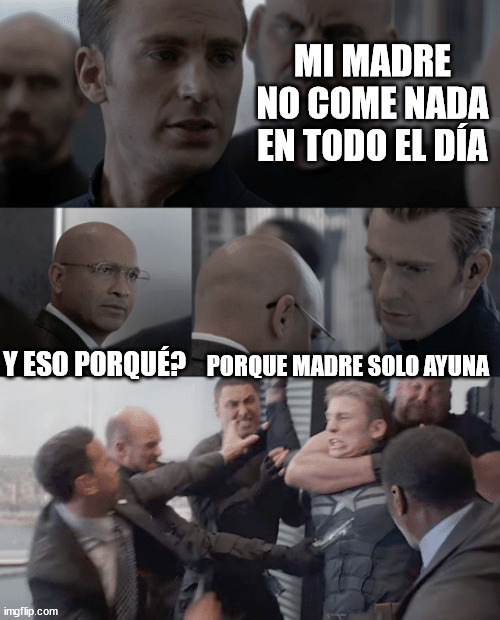 MI MADRE
NO COME NADA
EN TODO EL DÍA
Y ESO PORQUÉ?
PORQUE MADRE SOLO AYUNA
imgflip.com